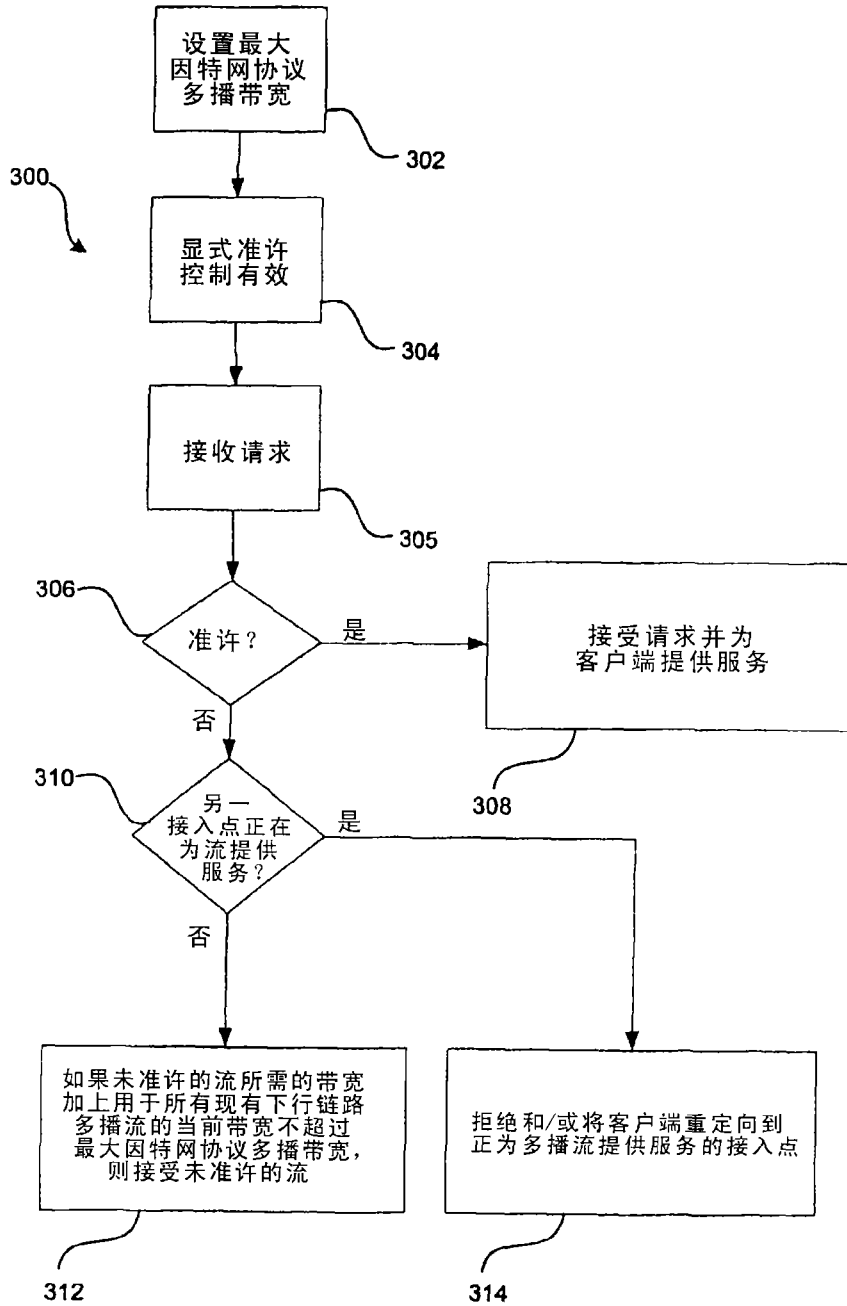 设置最大
因特网协议
多播带宽
302
300
显式准许
控制有效
304
接收请求
305
306
准许？
是
接受请求并为
客户端提供服务
308
否
310
另一
接入点正在
为流提供
服务？
是
否
如果未准许的流所需的带宽
加上用于所有现有下行链路
多播流的当前带宽不超过
最大因特网协议多播带宽，
则接受未准许的流
312
拒绝和/或将客户端重定向到
正为多播流提供服务的接入点
314